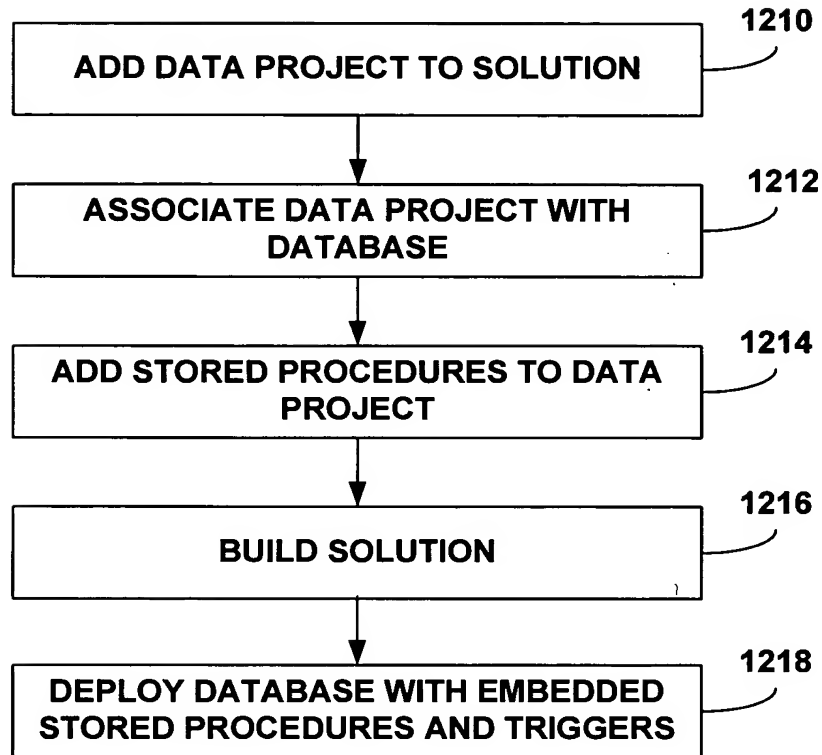 1210
ADD DATA PROJECT TO SOLUTION
1212
ASSOCIATE DATA PROJECT WITH
DATABASE
1214
ADD STORED PROCEDURES TO DATA
PROJECT
1216
BUILD SOLUTION
1218
DEPLOY DATABASE WITH EMBEDDED
STORED PROCEDURES AND TRIGGERS